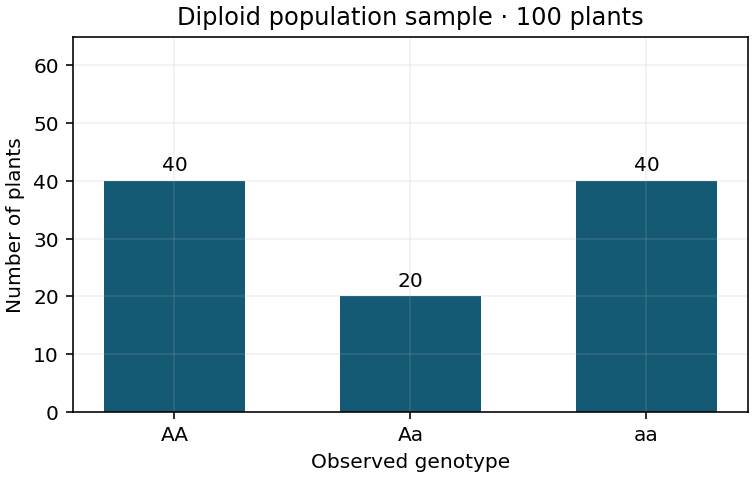 Diploid population sample · 100 plants
Number of plants
60
50
40
30
20
10
0
40
20
40
AA
Aa
aa
Observed genotype